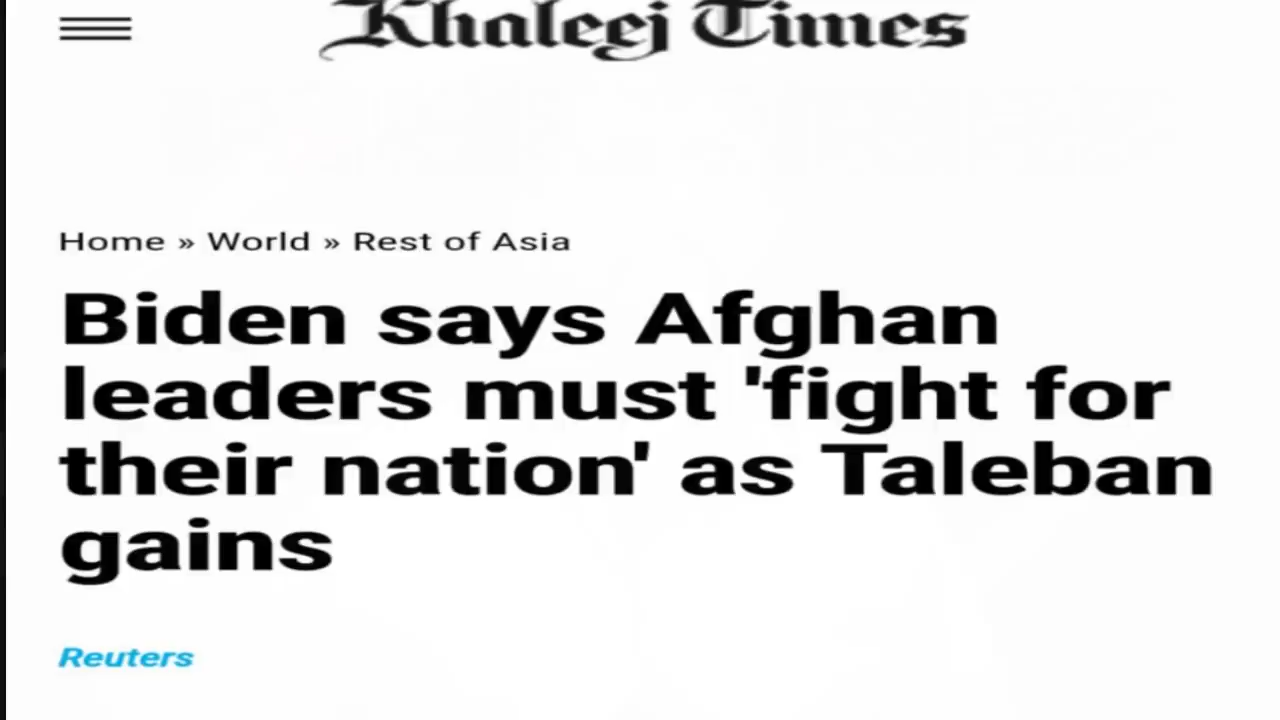 Khaleej Times
Home » World » Rest of Asia
Biden says Afghan
leaders must 'fight for
their nation' as Taleban
gains
Reuters